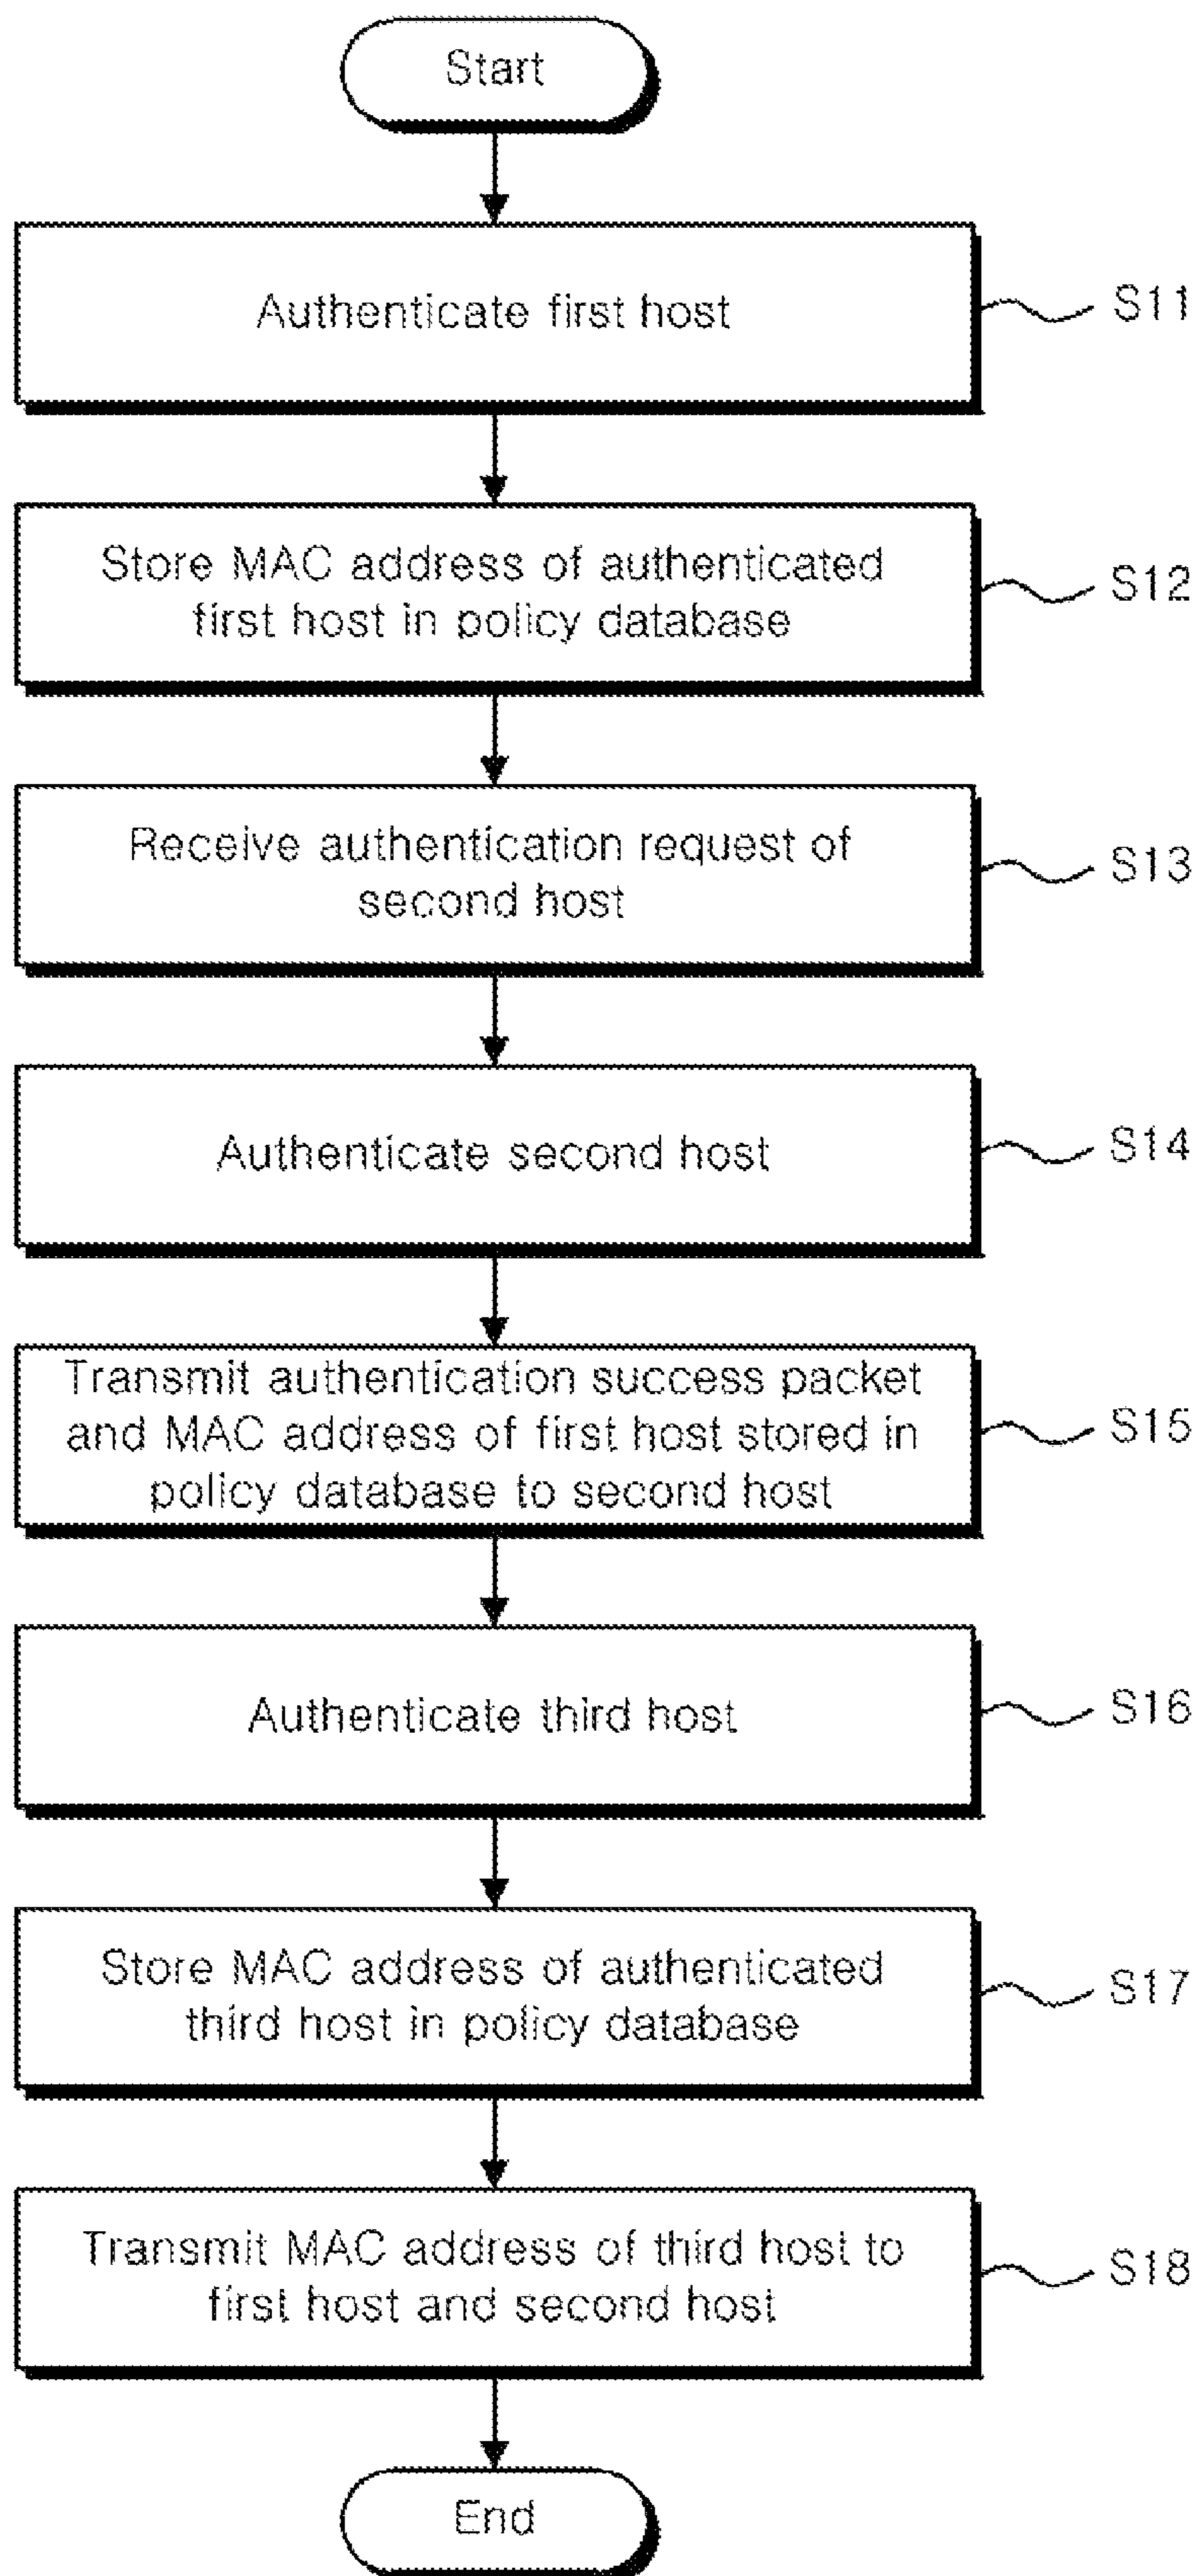 Start
Authenticate first host
S11
Store MAC address of authenticated
first host in policy database
S12
Receive authentication request of
second host
S13
Authenticate second host
S14
Transmit authentication success packet
and MAC address of first host stored in
policy database to second host
S15
Authenticate third host
S16
Store MAC address of authenticated
third host in policy database
S17
Transmit MAC address of third host to
first host and second host
S18
End